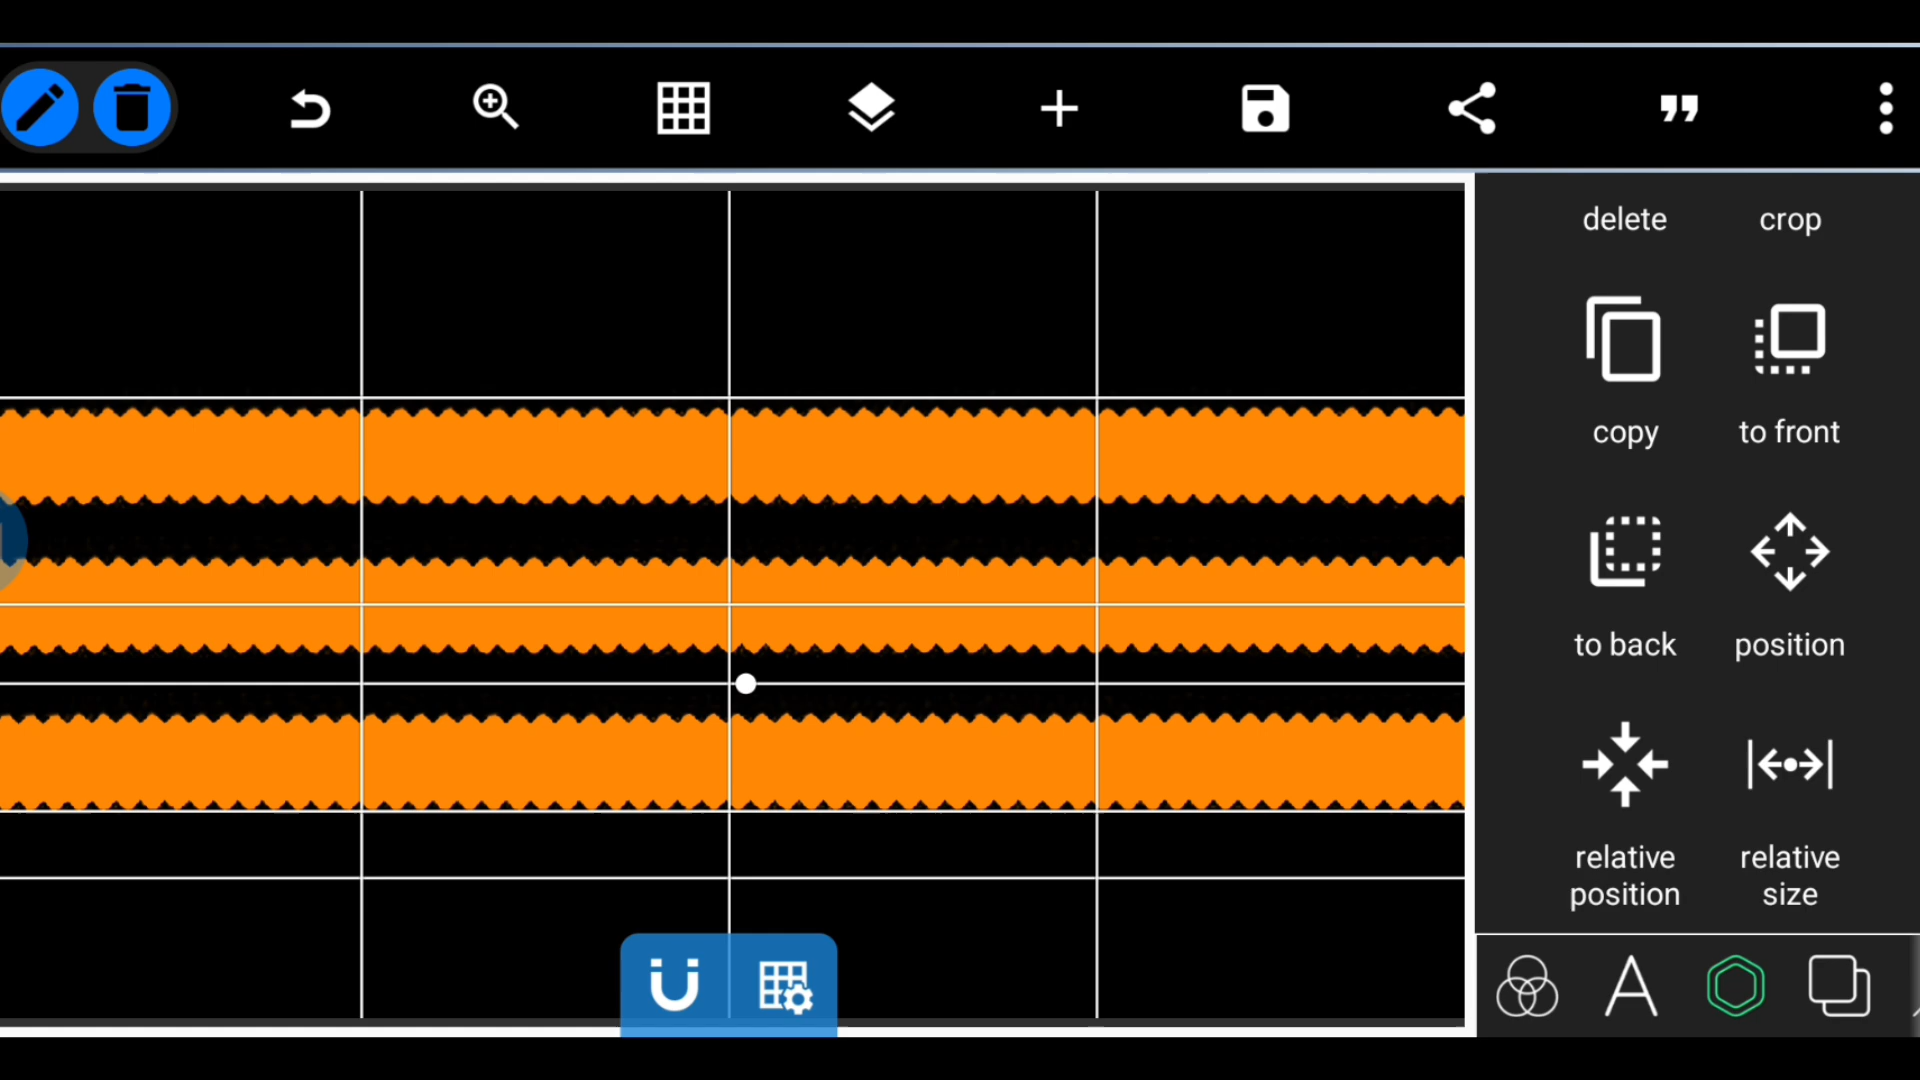 delete
crop
copy
to front
to back
position
relative
position
relative
size